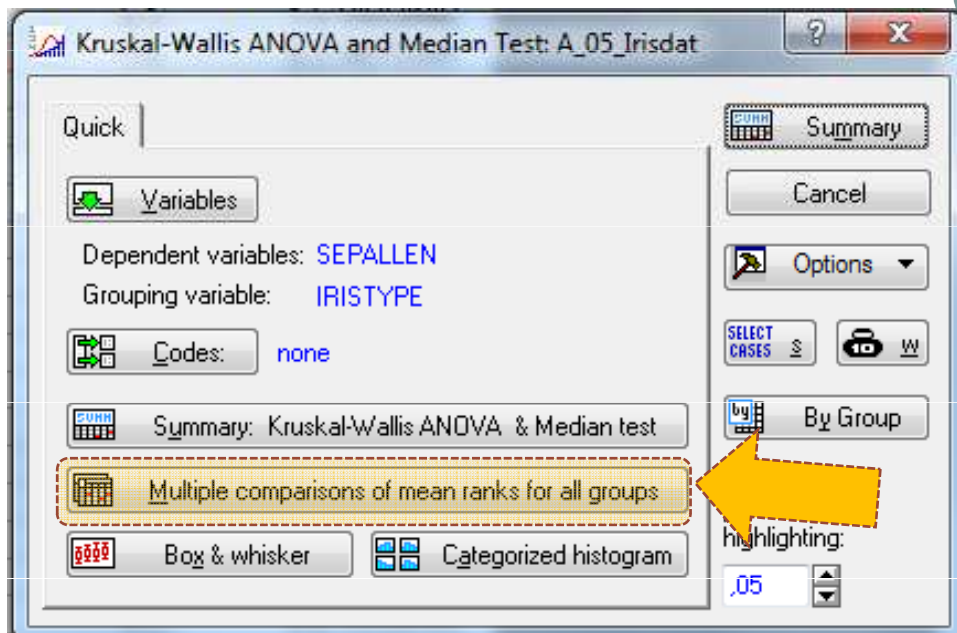 Kruskal-Wallis ANOVA and Median Test: A_05_Irisdat
?
Quick
Summary
Variables
Cancel
Dependent variables: SEPALLEN
Grouping variable: IRISTYPE
Options
Codes: none
SELECT CASES S
W
Summary: Kruskal-Wallis ANOVA & Median test
By Group
Multiple comparisons of mean ranks for all groups
highlighting:
Box & whisker
Categorized histogram
,05